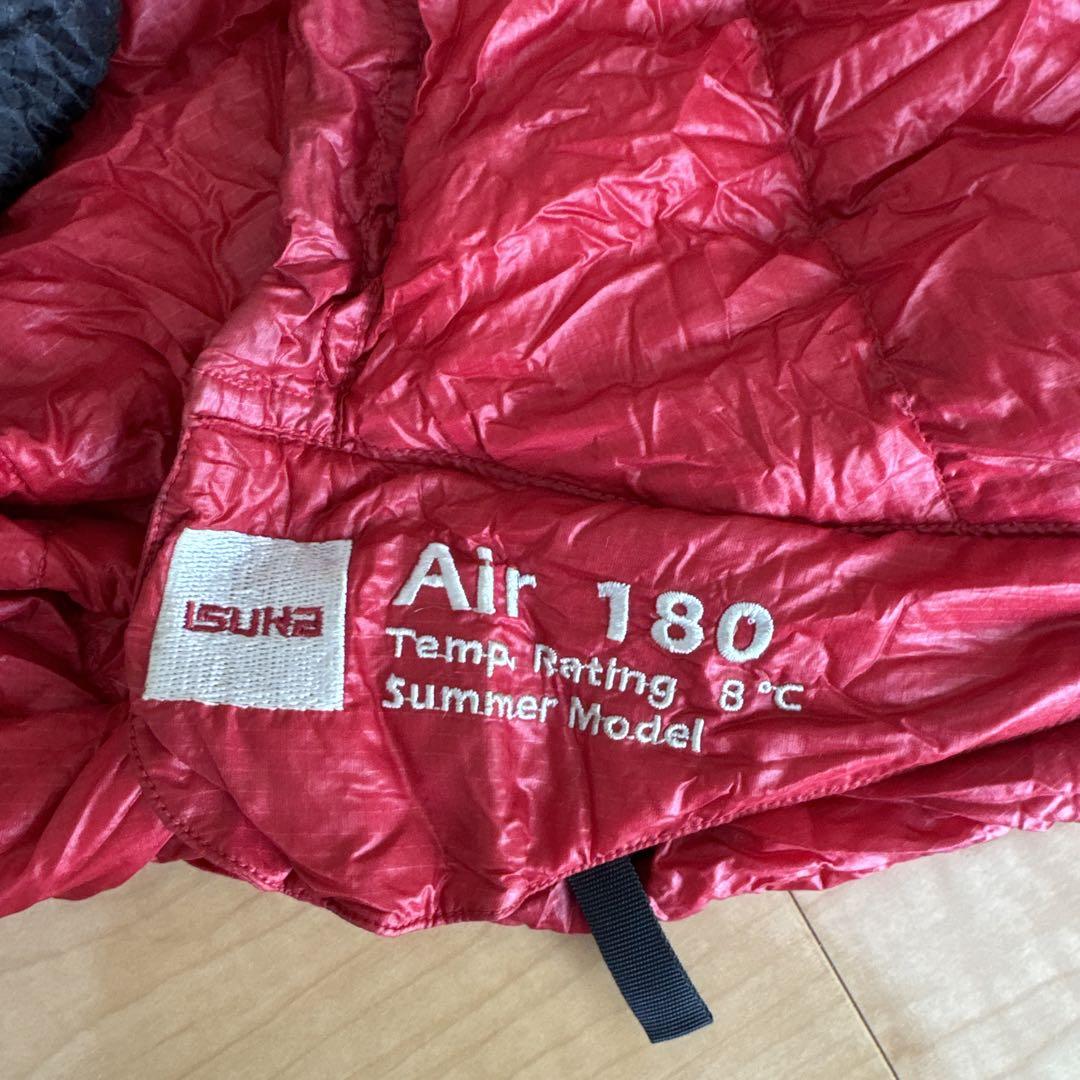 ISUKA
Air 180
Temp. Rating 8℃
Summer Model